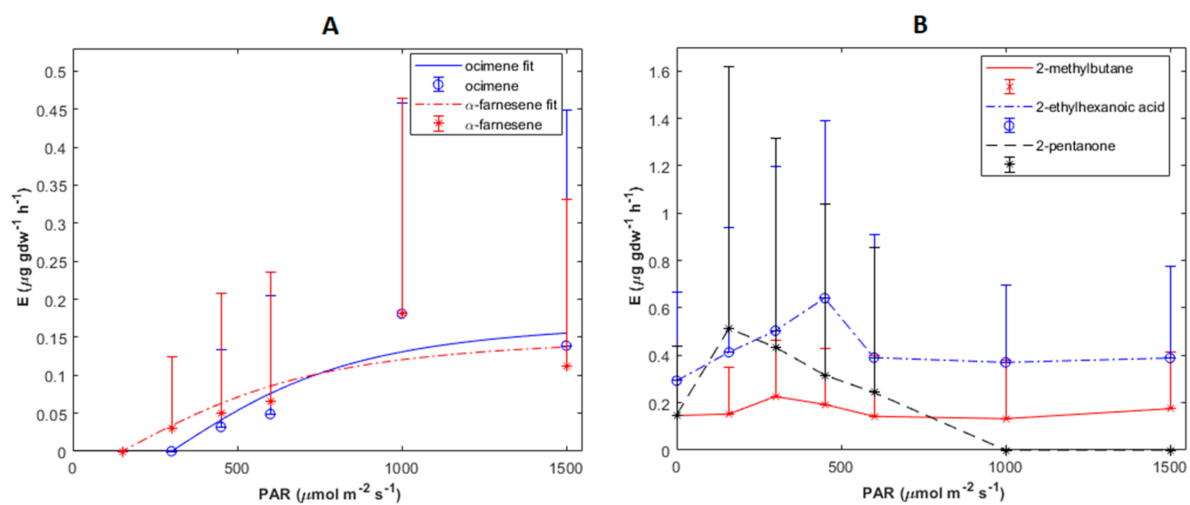 A
ocimene fit
ocimene
α-farnesene fit
α-farnesene
E (μg gdw⁻¹ h⁻¹)
0.5
0.45
0.4
0.35
0.3
0.25
0.2
0.15
0.1
0.05
0
0 500 1000 1500
PAR (μmol m⁻² s⁻¹)
B
2-methylbutane
2-ethylhexanoic acid
2-pentanone
E (μg gdw⁻¹ h⁻¹)
1.6
1.4
1.2
1
0.8
0.6
0.4
0.2
0
0 500 1000 1500
PAR (μmol m⁻² s⁻¹)